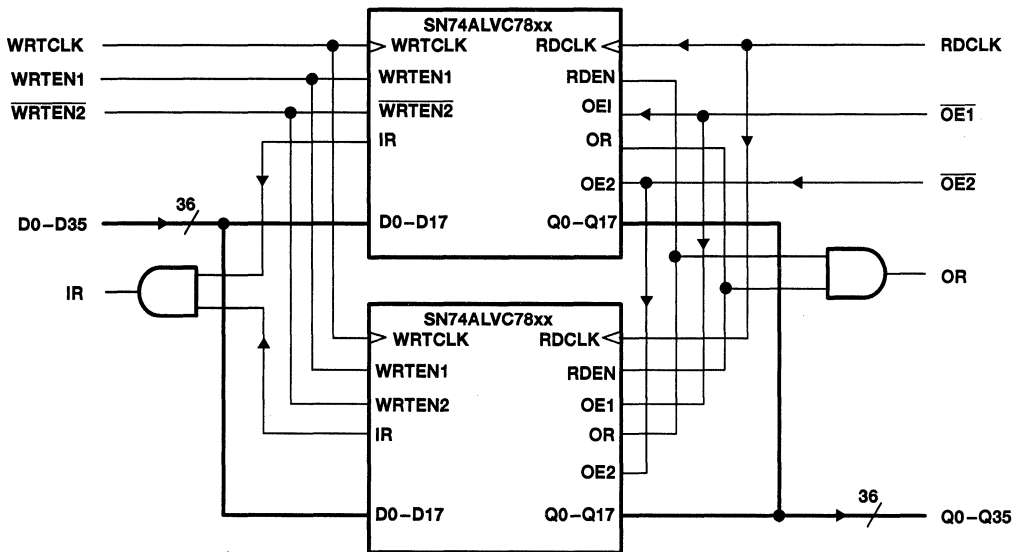 SN74ALVC78xx
WRTCLK
WRTCLK
RDCLK
RDCLK
WRTEN1
WRTEN1
RDEN
WRTEN2
WRTEN2
OEI
OE1
IR
OR
OE2
OE2
36
D0–D35
D0–D17
Q0–Q17
IR
OR
SN74ALVC78xx
WRTCLK
RDCLK
WRTEN1
RDEN
WRTEN2
OE1
IR
OR
OE2
36
D0–D17
Q0–Q17
Q0–Q35